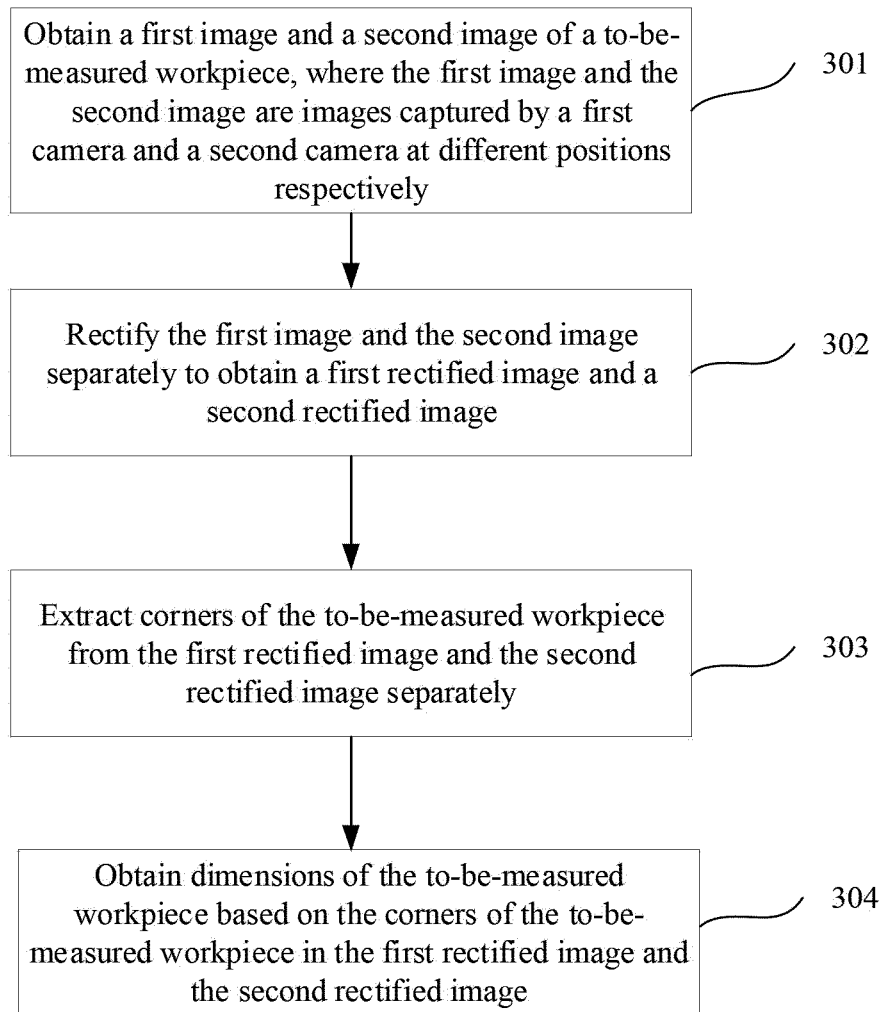 Obtain a first image and a second image of a to-be-
measured workpiece, where the first image and the
second image are images captured by a first
camera and a second camera at different positions
respectively
301
Rectify the first image and the second image
separately to obtain a first rectified image and a
second rectified image
302
Extract corners of the to-be-measured workpiece
from the first rectified image and the second
rectified image separately
303
Obtain dimensions of the to-be-measured
workpiece based on the corners of the to-be-
measured workpiece in the first rectified image and
the second rectified image
304